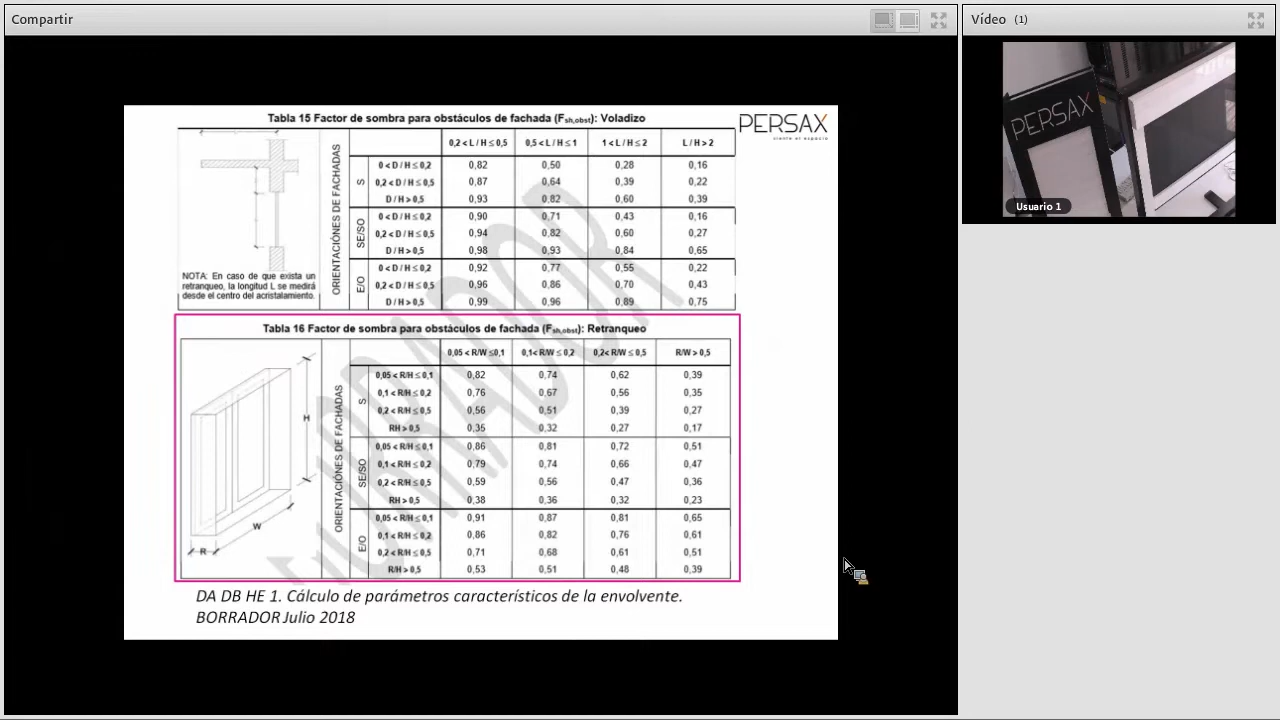 Compartir
Vídeo (1)
PERSAX
Usuario 1
Tabla 15 Factor de sombra para obstáculos de fachada (Fsh,obst): Voladizo
PERSAX
siente el espacio
0,2 < L / H ≤ 0,5 0,5 < L / H ≤ 1 1 < L / H ≤ 2 L / H > 2
ORIENTACIÓNES DE FACHADAS
S
0 < D / H ≤ 0,2 0,82 0,50 0,28 0,16
0,2 < D / H ≤ 0,5 0,87 0,64 0,39 0,22
D / H > 0,5 0,93 0,82 0,60 0,39
SE/SO
0 < D / H ≤ 0,2 0,90 0,71 0,43 0,16
0,2 < D / H ≤ 0,5 0,94 0,82 0,60 0,27
D / H > 0,5 0,98 0,93 0,84 0,65
E/O
0 < D / H ≤ 0,2 0,92 0,77 0,55 0,22
0,2 < D / H ≤ 0,5 0,96 0,86 0,70 0,43
D / H > 0,5 0,99 0,96 0,89 0,75
NOTA: En caso de que exista un
retranqueo, la longitud L se medirá
desde el centro del acristalamiento.
Tabla 16 Factor de sombra para obstáculos de fachada (Fsh,obst): Retranqueo
0,05 < R/W ≤0,1 0,1< R/W ≤ 0,2 0,2< R/W ≤ 0,5 R/W > 0,5
ORIENTACIÓNES DE FACHADAS
S
0,05 < R/H ≤ 0,1 0,82 0,74 0,62 0,39
0,1 < R/H ≤ 0,2 0,76 0,67 0,56 0,35
0,2 < R/H ≤ 0,5 0,56 0,51 0,39 0,27
RH > 0,5 0,35 0,32 0,27 0,17
SE/SO
0,05 < R/H ≤ 0,1 0,86 0,81 0,72 0,51
0,1 < R/H ≤ 0,2 0,79 0,74 0,66 0,47
0,2 < R/H ≤ 0,5 0,59 0,56 0,47 0,36
RH > 0,5 0,38 0,36 0,32 0,23
E/O
0,05 < R/H ≤ 0,1 0,91 0,87 0,81 0,65
0,1 < R/H ≤ 0,2 0,86 0,82 0,76 0,61
0,2 < R/H ≤ 0,5 0,71 0,68 0,61 0,51
R/H > 0,5 0,53 0,51 0,48 0,39
H
W
R
BORRADOR
DA DB HE 1. Cálculo de parámetros característicos de la envolvente.
BORRADOR Julio 2018